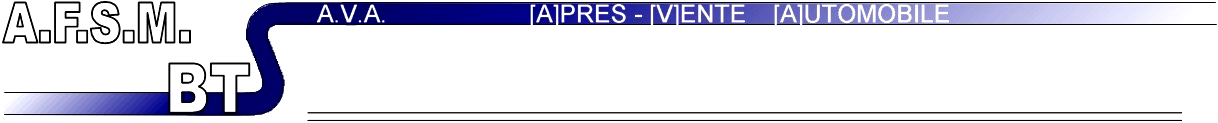 A.F.S.M.
A.V.A. [A]PRES - [V]ENTE [A]UTOMOBILE
BT